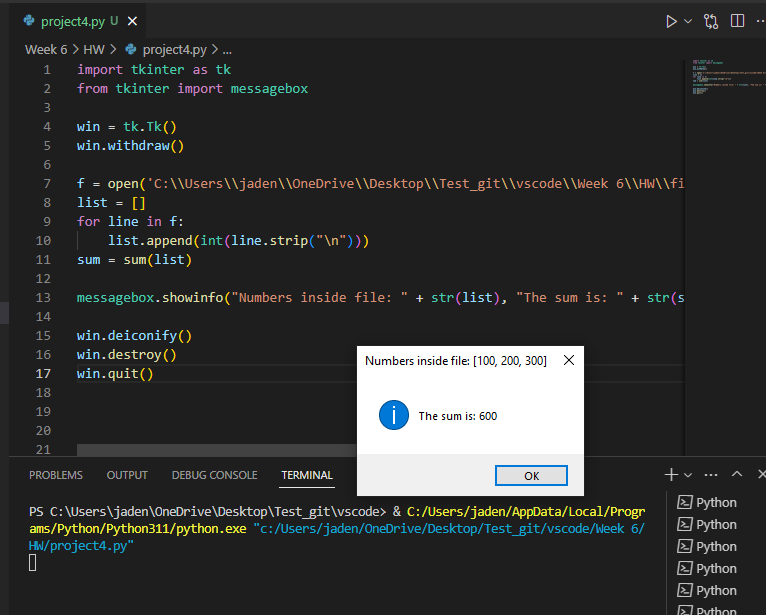 project4.py U
Week 6 > HW > project4.py > ...
1 import tkinter as tk
2 from tkinter import messagebox
3
4 win = tk.Tk()
5 win.withdraw()
6
7 f = open('C:\\Users\\jaden\\OneDrive\\Desktop\\Test_git\\vscode\\Week 6\\HW\\fi
8 list = []
9 for line in f:
10 list.append(int(line.strip("\n")))
11 sum = sum(list)
12
13 messagebox.showinfo("Numbers inside file: " + str(list), "The sum is: " + str(s
14
15 win.deiconify()
16 win.destroy()
17 win.quit()
18
19
20
21
Numbers inside file: [100, 200, 300]
The sum is: 600
OK
PROBLEMS OUTPUT DEBUG CONSOLE TERMINAL
PS C:\Users\jaden\OneDrive\Desktop\Test_git\vscode> & C:/Users/jaden/AppData/Local/Progr
ams/Python/Python311/python.exe "c:/Users/jaden/OneDrive/Desktop/Test_git/vscode/Week 6/
HW/project4.py"
Python
Python
Python
Python
Python
Python